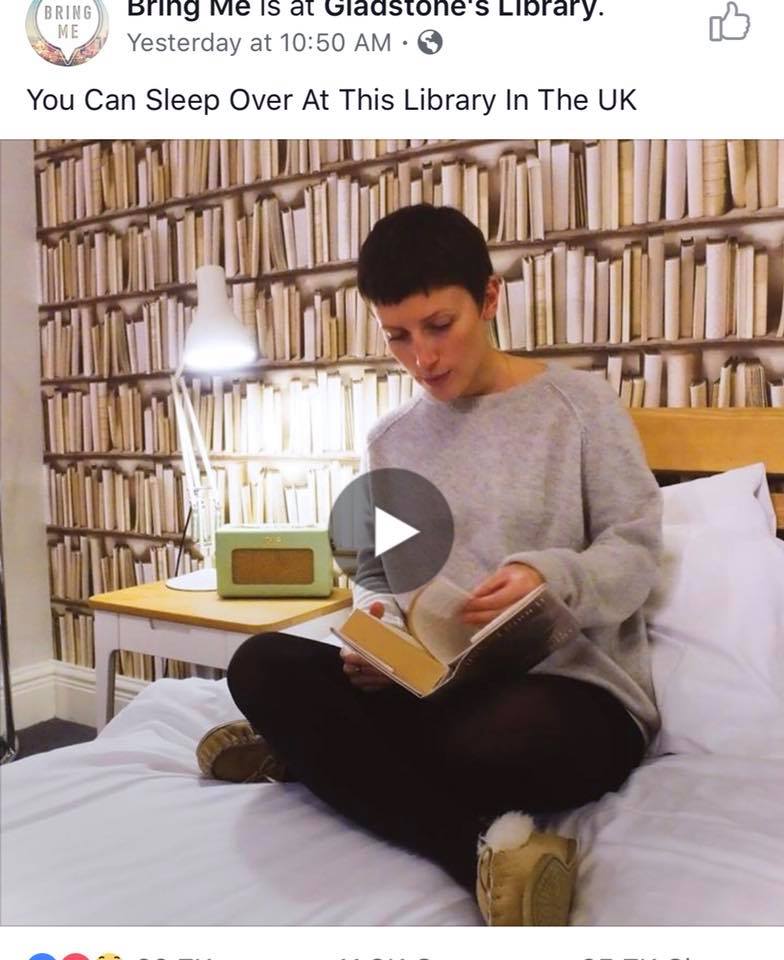 BRING
ME
Bring Me is at Gladstone's Library.
Yesterday at 10:50 AM ·
You Can Sleep Over At This Library In The UK